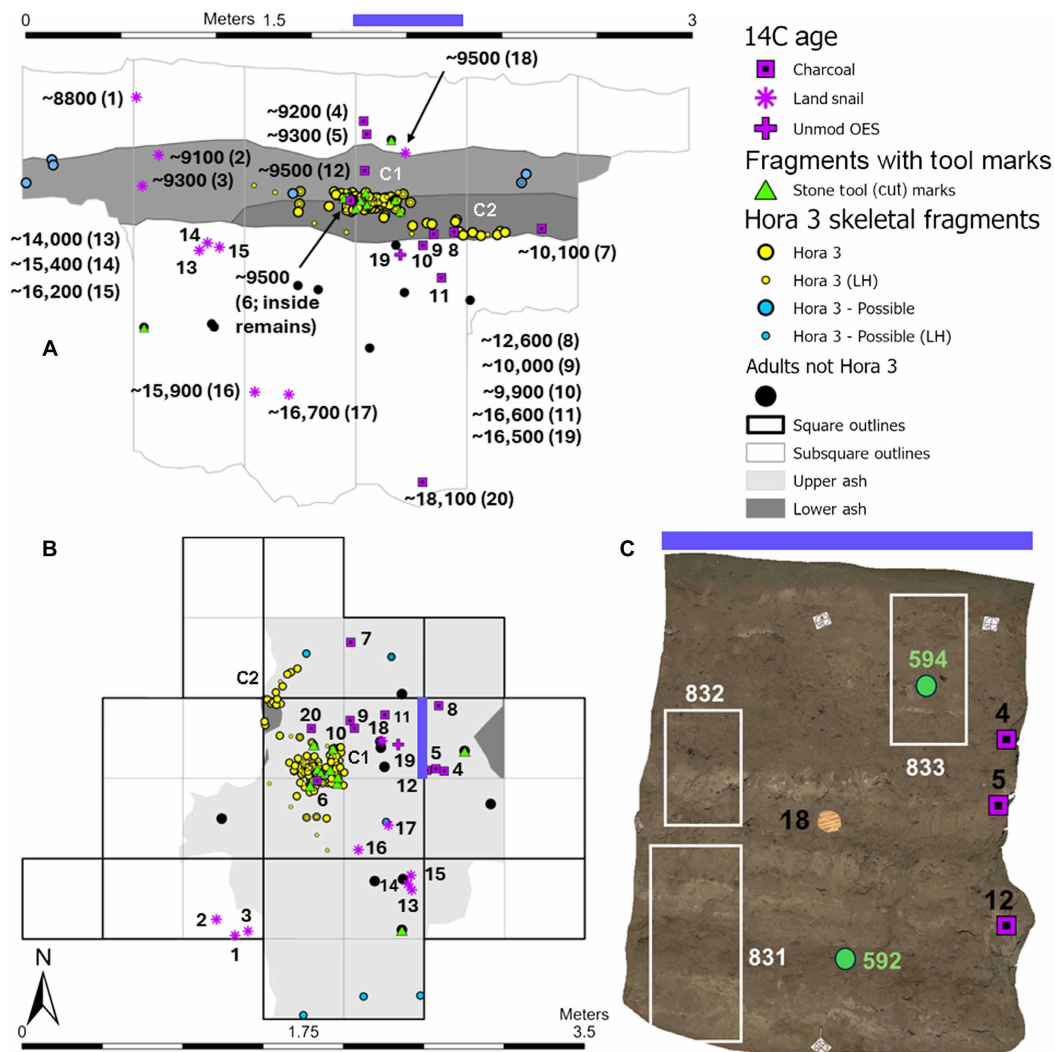 0 Meters 1.5 3
~9500 (18)
~8800 (1)
~9200 (4)
~9300 (5)
~9100 (2)
~9500 (12) C1
~9300 (3)
C2
~14,000 (13)
~15,400 (14)
~16,200 (15)
14
13
15
~9500
(6; inside
remains)
19
10
9
8
11
~10,100 (7)
A
~12,600 (8)
~10,000 (9)
~9,900 (10)
~16,600 (11)
~16,500 (19)
~15,900 (16)
~16,700 (17)
~18,100 (20)
14C age
Charcoal
Land snail
Unmod OES
Fragments with tool marks
Stone tool (cut) marks
Hora 3 skeletal fragments
Hora 3
Hora 3 (LH)
Hora 3 - Possible
Hora 3 - Possible (LH)
Adults not Hora 3
Square outlines
Subsquare outlines
Upper ash
Lower ash
B
7
C2
20
9
11
8
10
18
C1
19
5
12
4
6
17
16
15
14
13
2
3
1
N
Meters
0 1.75 3.5
C
594
832
4
833
5
18
12
831
592